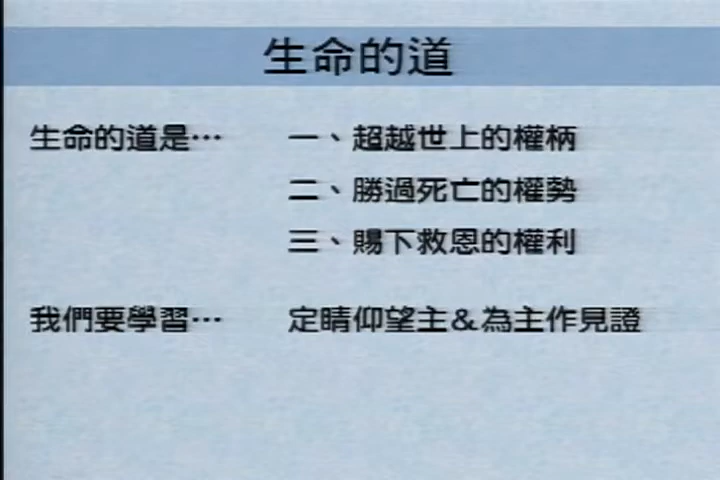 生命的道
生命的道是… 一、超越世上的權柄
二、勝過死亡的權勢
三、賜下救恩的權利
我們要學習… 定睛仰望主&為主作見證